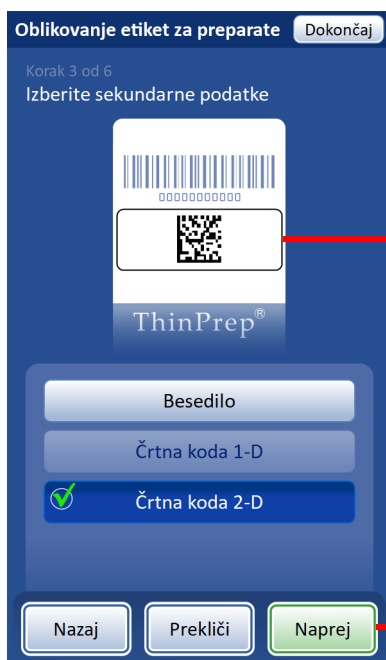 Oblikovanje etiket za preparate
Dokončaj
Korak 3 od 6
Izberite sekundarne podatke
00000000000
ThinPrep®
Besedilo
Črtna koda 1-D
Črtna koda 2-D
Nazaj
Prekliči
Naprej